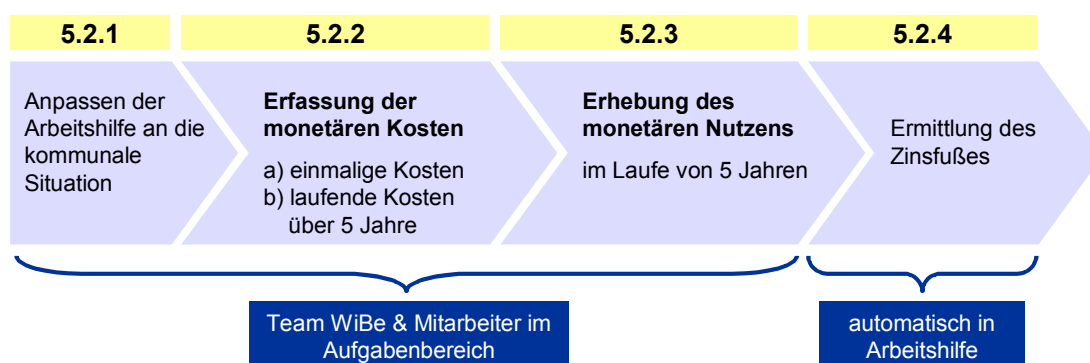 5.2.1
5.2.2
5.2.3
5.2.4
Anpassen der
Arbeitshilfe an die
kommunale
Situation
Erfassung der
monetären Kosten
a) einmalige Kosten
b) laufende Kosten
über 5 Jahre
Erhebung des
monetären Nutzens
im Laufe von 5 Jahren
Ermittlung des
Zinsfußes
Team WiBe & Mitarbeiter im
Aufgabenbereich
automatisch in
Arbeitshilfe